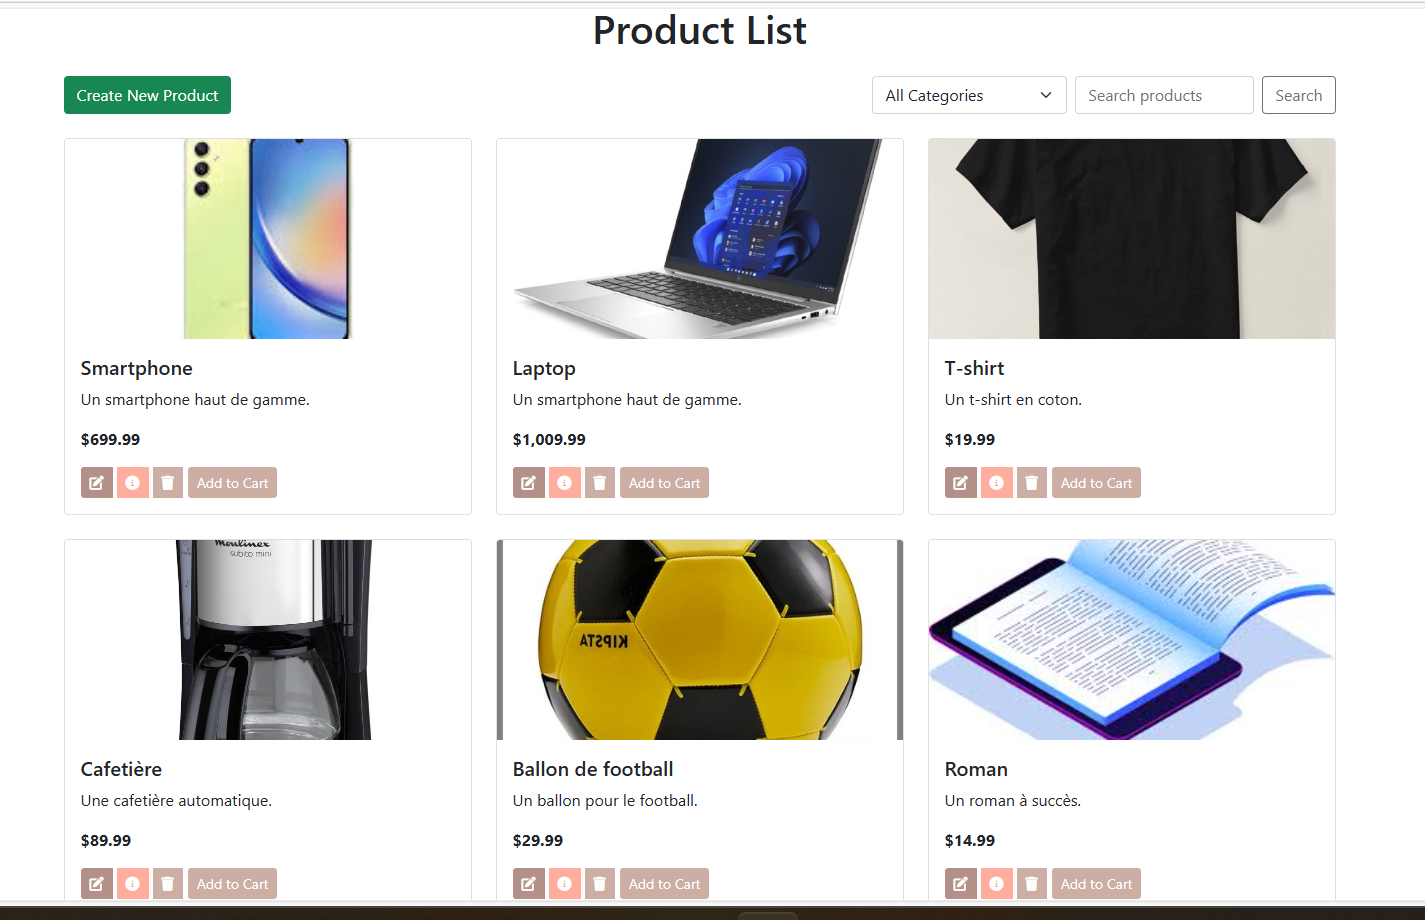 Product List
Create New Product
All Categories
Search products
Search
Smartphone
Un smartphone haut de gamme.
$699.99
Add to Cart
Laptop
Un smartphone haut de gamme.
$1,009.99
Add to Cart
T-shirt
Un t-shirt en coton.
$19.99
Add to Cart
Moulinex
subito mini
Cafetière
Une cafetière automatique.
$89.99
Add to Cart
KIPSTA
Ballon de football
Un ballon pour le football.
$29.99
Add to Cart
Roman
Un roman à succès.
$14.99
Add to Cart